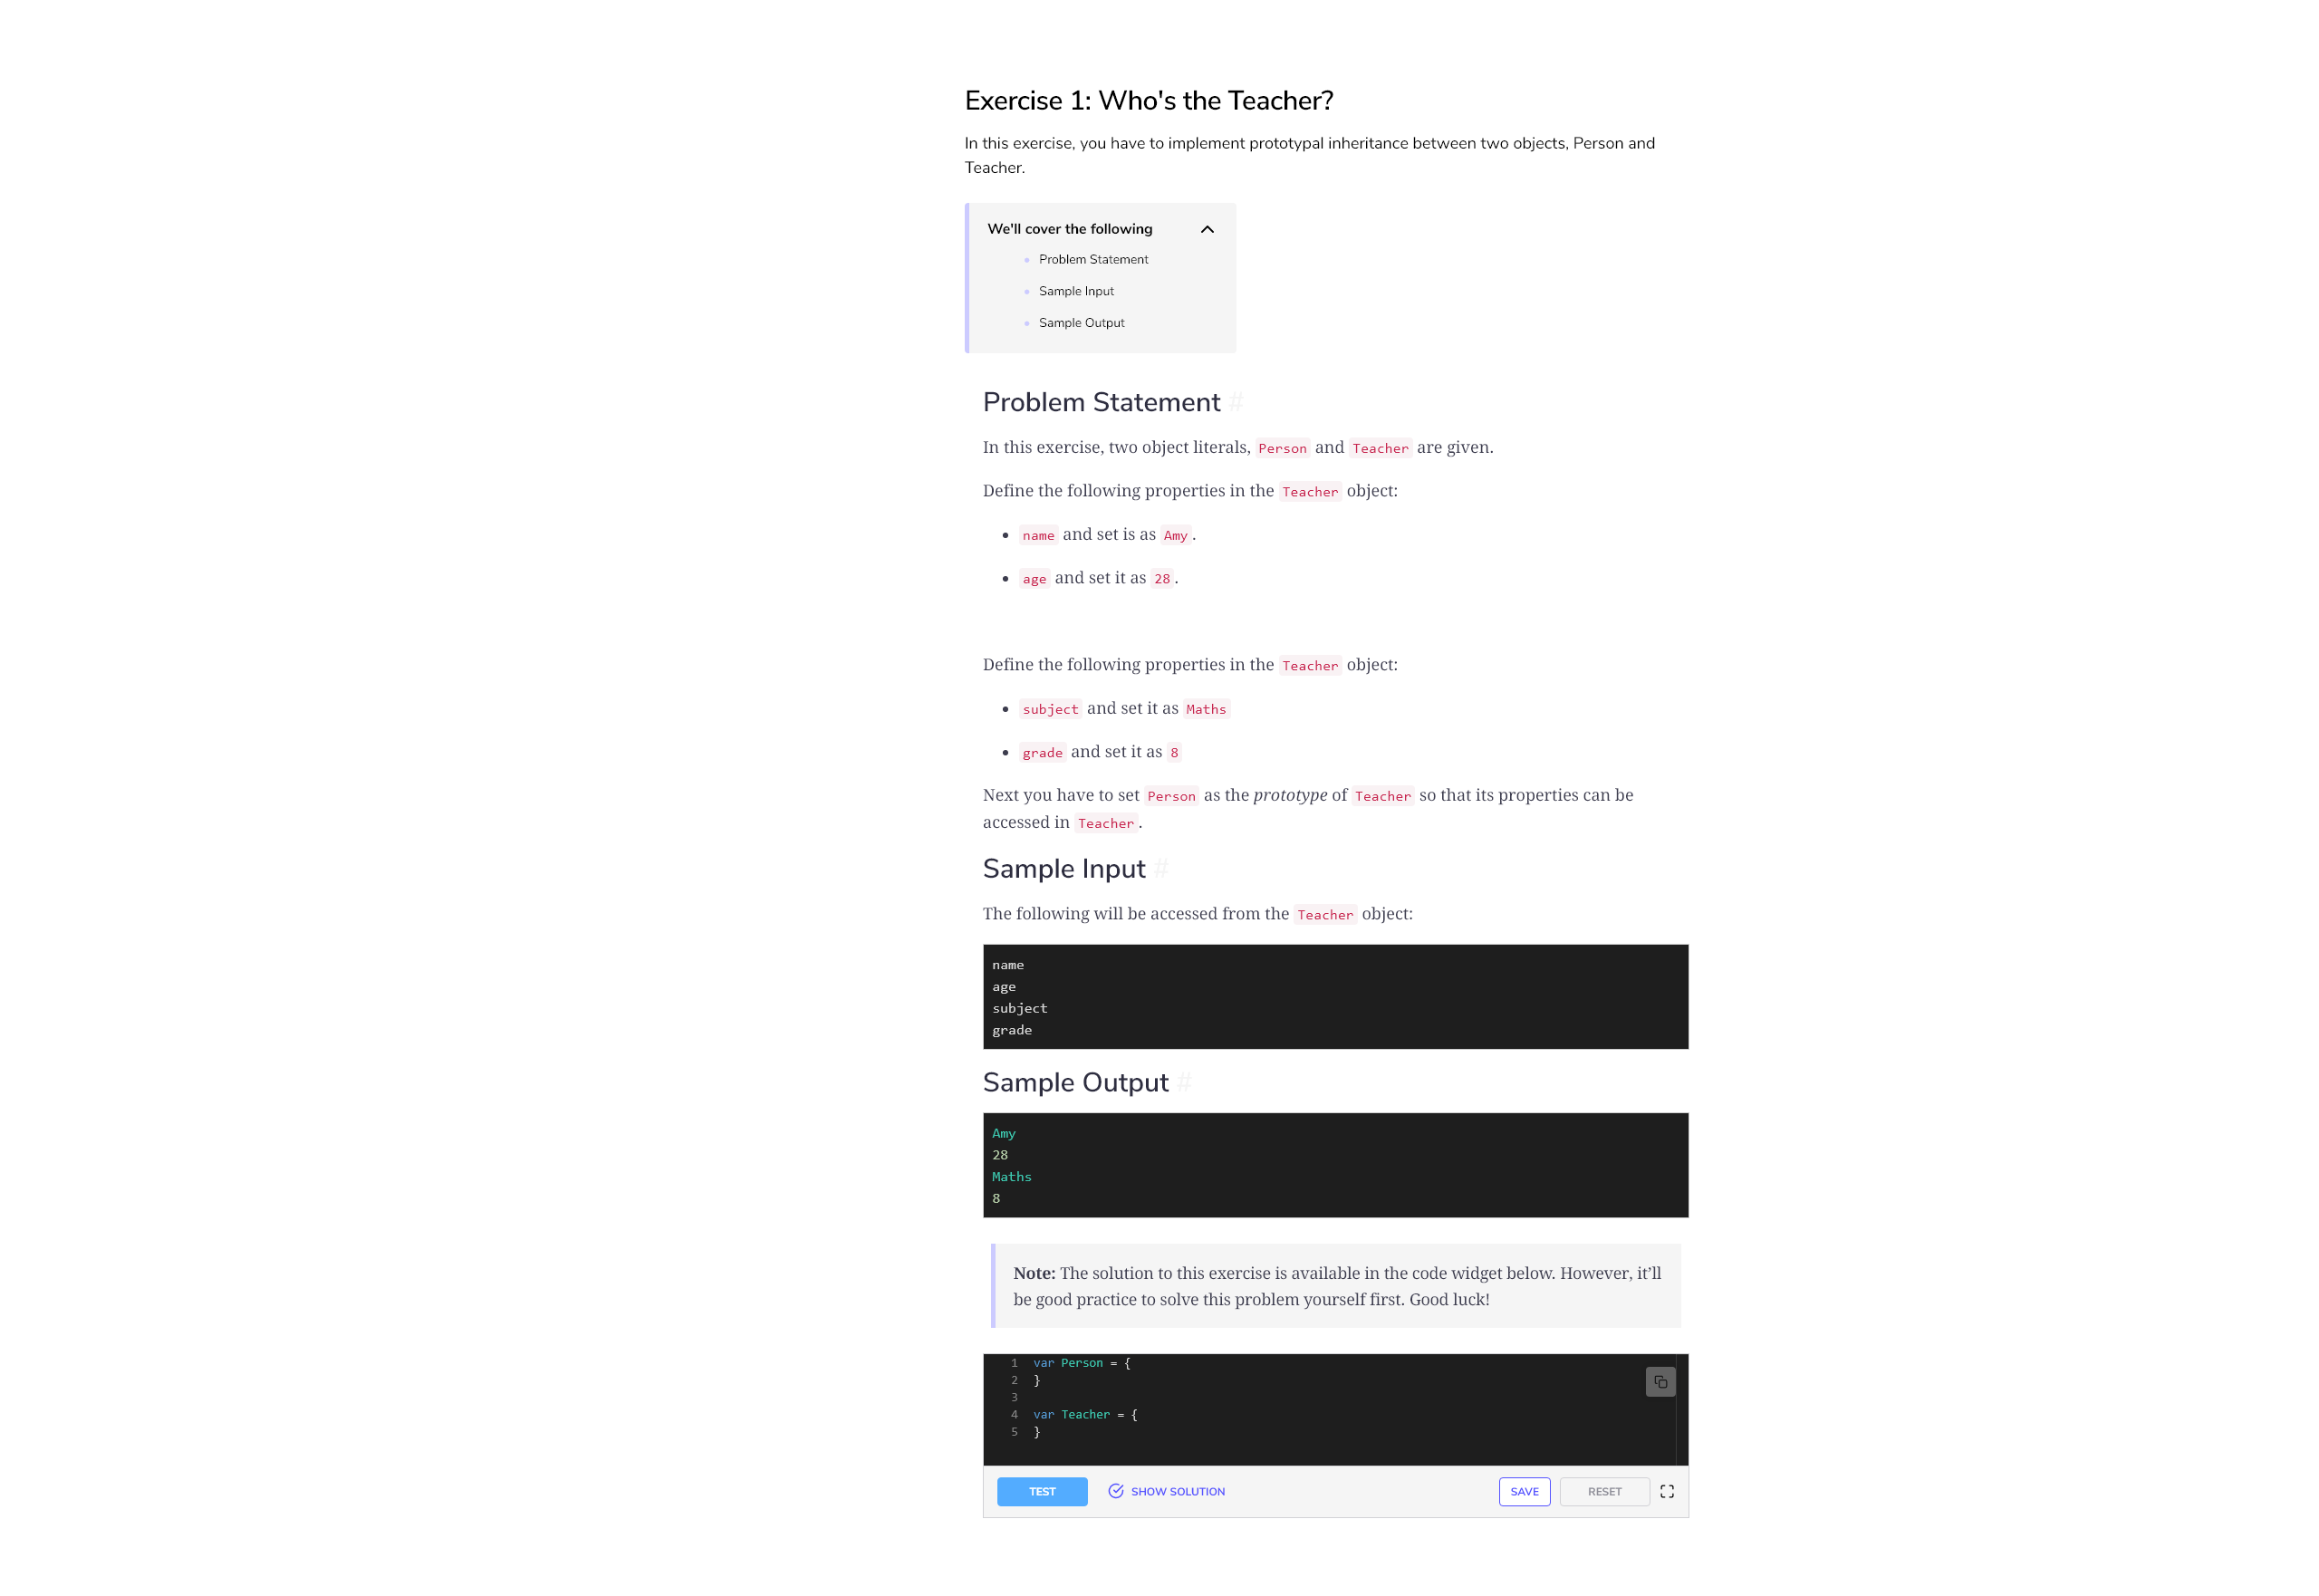 Exercise 1: Who's the Teacher?
In this exercise, you have to implement prototypal inheritance between two objects, Person and
Teacher.
We'll cover the following
Problem Statement
Sample Input
Sample Output
Problem Statement #
In this exercise, two object literals, Person and Teacher are given.
Define the following properties in the Teacher object:
• name and set is as Amy.
• age and set it as 28.
Define the following properties in the Teacher object:
• subject and set it as Maths
• grade and set it as 8
Next you have to set Person as the prototype of Teacher so that its properties can be
accessed in Teacher.
Sample Input #
The following will be accessed from the Teacher object:
name
age
subject
grade
Sample Output #
Amy
28
Maths
8
Note: The solution to this exercise is available in the code widget below. However, it’ll
be good practice to solve this problem yourself first. Good luck!
1 var Person = {
2 }
3
4 var Teacher = {
5 }
TEST SHOW SOLUTION SAVE RESET